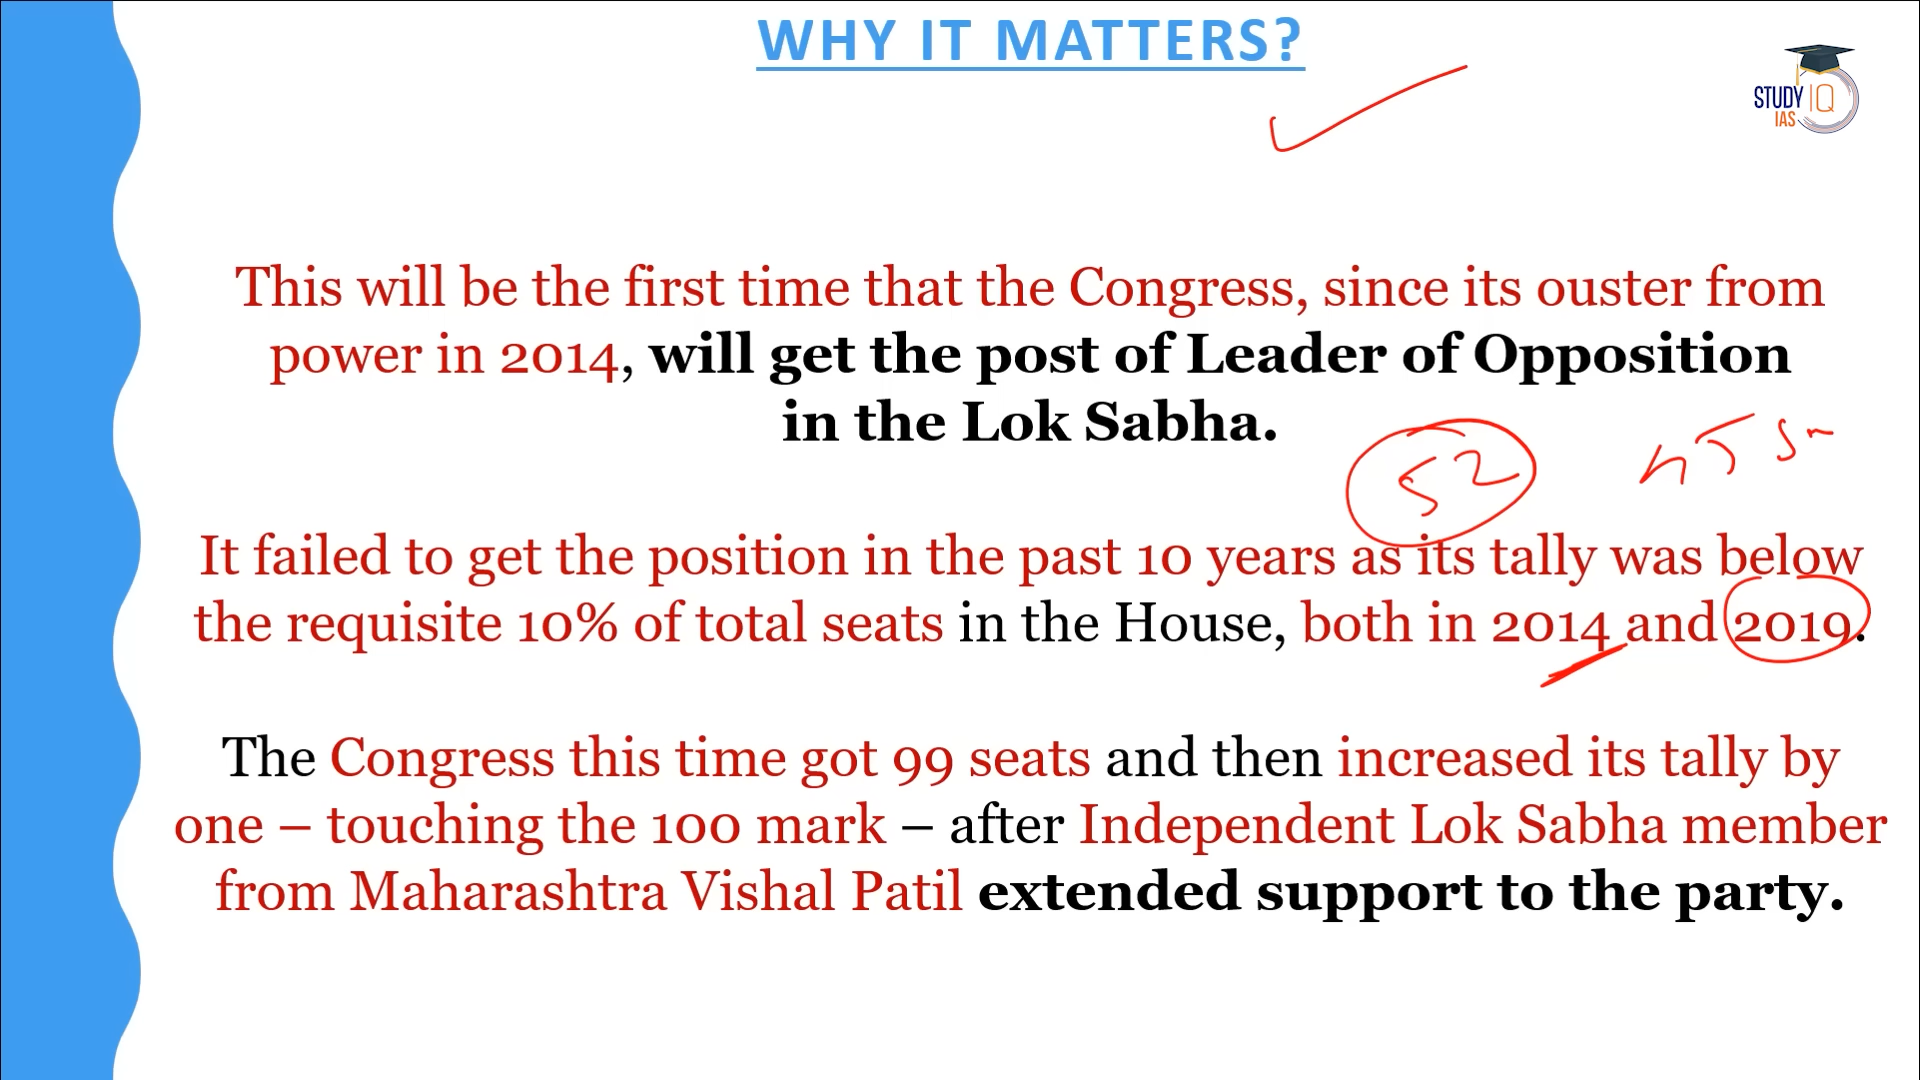 WHY IT MATTERS?
STUDY IQ
IAS
This will be the first time that the Congress, since its ouster from
power in 2014, will get the post of Leader of Opposition
in the Lok Sabha.
52
It failed to get the position in the past 10 years as its tally was below
the requisite 10% of total seats in the House, both in 2014 and 2019.
The Congress this time got 99 seats and then increased its tally by
one – touching the 100 mark – after Independent Lok Sabha member
from Maharashtra Vishal Patil extended support to the party.